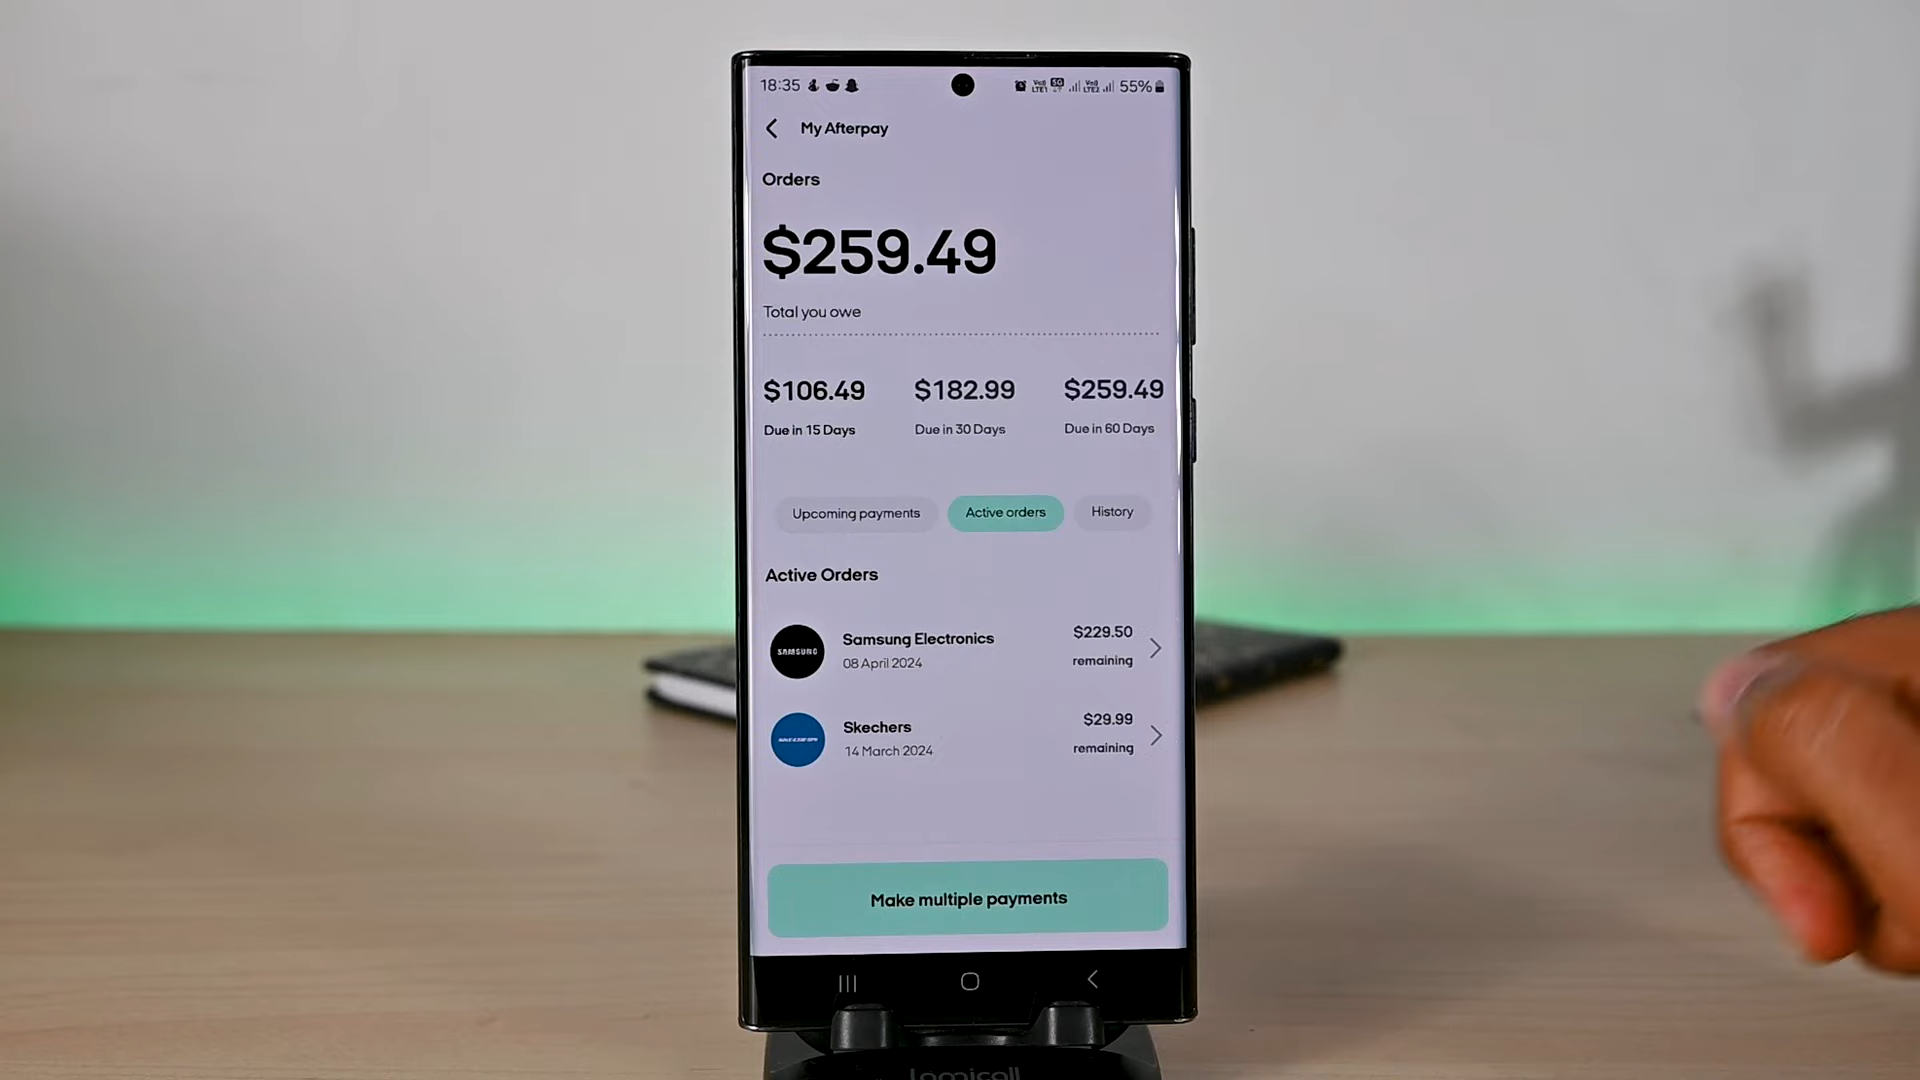 18:35
55%
My Afterpay
Orders
$259.49
Total you owe
$106.49 $182.99 $259.49
Due in 15 Days Due in 30 Days Due in 60 Days
Upcoming payments Active orders History
Active Orders
SAMSUNG
Samsung Electronics $229.50
08 April 2024 remaining
Skechers $29.99
14 March 2024 remaining
Make multiple payments
Lamicall